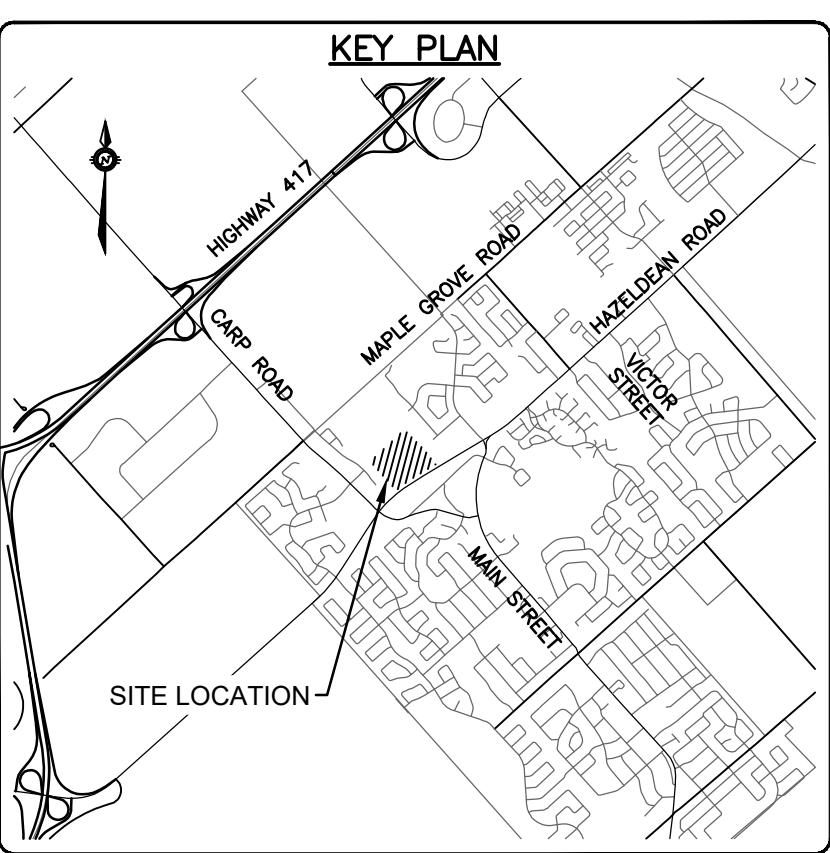 KEY PLAN
N
HIGHWAY 417
MAPLE GROVE ROAD
HAZELDEAN ROAD
CARP ROAD
VICTOR
STREET
MAIN STREET
SITE LOCATION